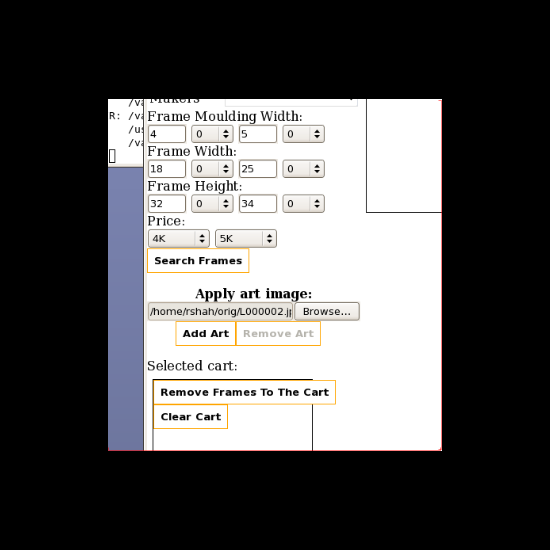 Makers
/va
R: /va
/us
/va
Frame Moulding Width:
4 0 5 0
Frame Width:
18 0 25 0
Frame Height:
32 0 34 0
Price:
4K 5K
Search Frames
Apply art image:
/home/rshah/orig/L000002.jp Browse...
Add Art Remove Art
Selected cart:
Remove Frames To The Cart
Clear Cart